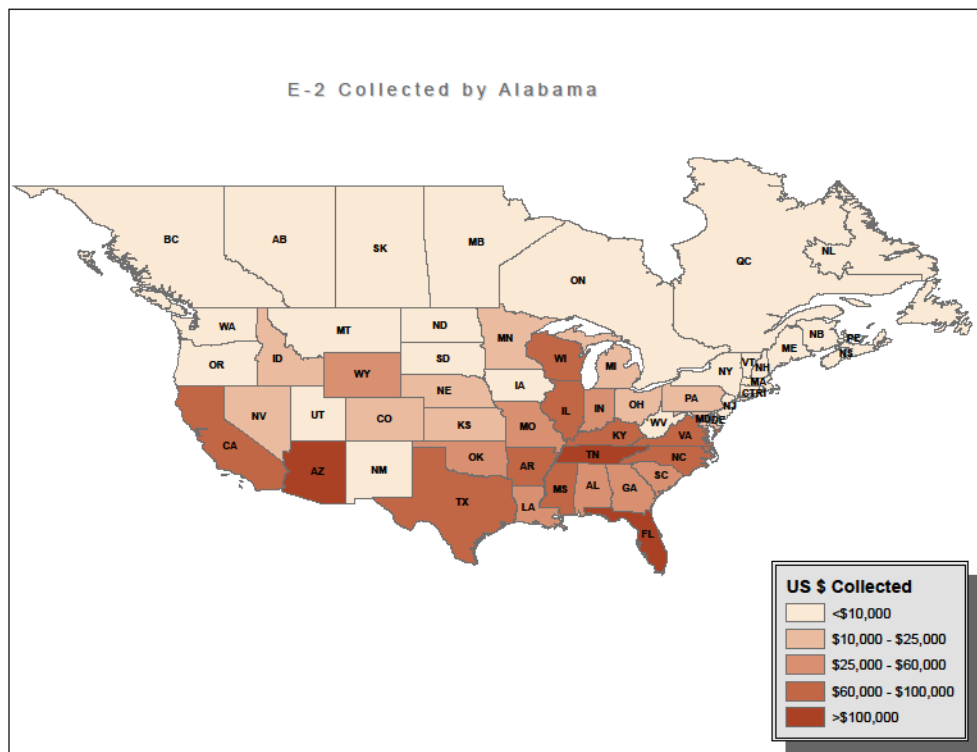 E-2 Collected by Alabama
BC
AB
SK
MB
ON
QC
NL
WA
MT
ND
MN
OR
ID
SD
WI
MI
WY
NE
IA
NY
VT
NH
ME
NB
PE
NS
MA
CTRI
NV
UT
CO
KS
MO
IL
IN
OH
PA
NJ
MDDE
WV
KY
VA
CA
AZ
NM
OK
AR
TN
NC
SC
TX
LA
MS
AL
GA
FL
US $ Collected
<$10,000
$10,000 - $25,000
$25,000 - $60,000
$60,000 - $100,000
>$100,000